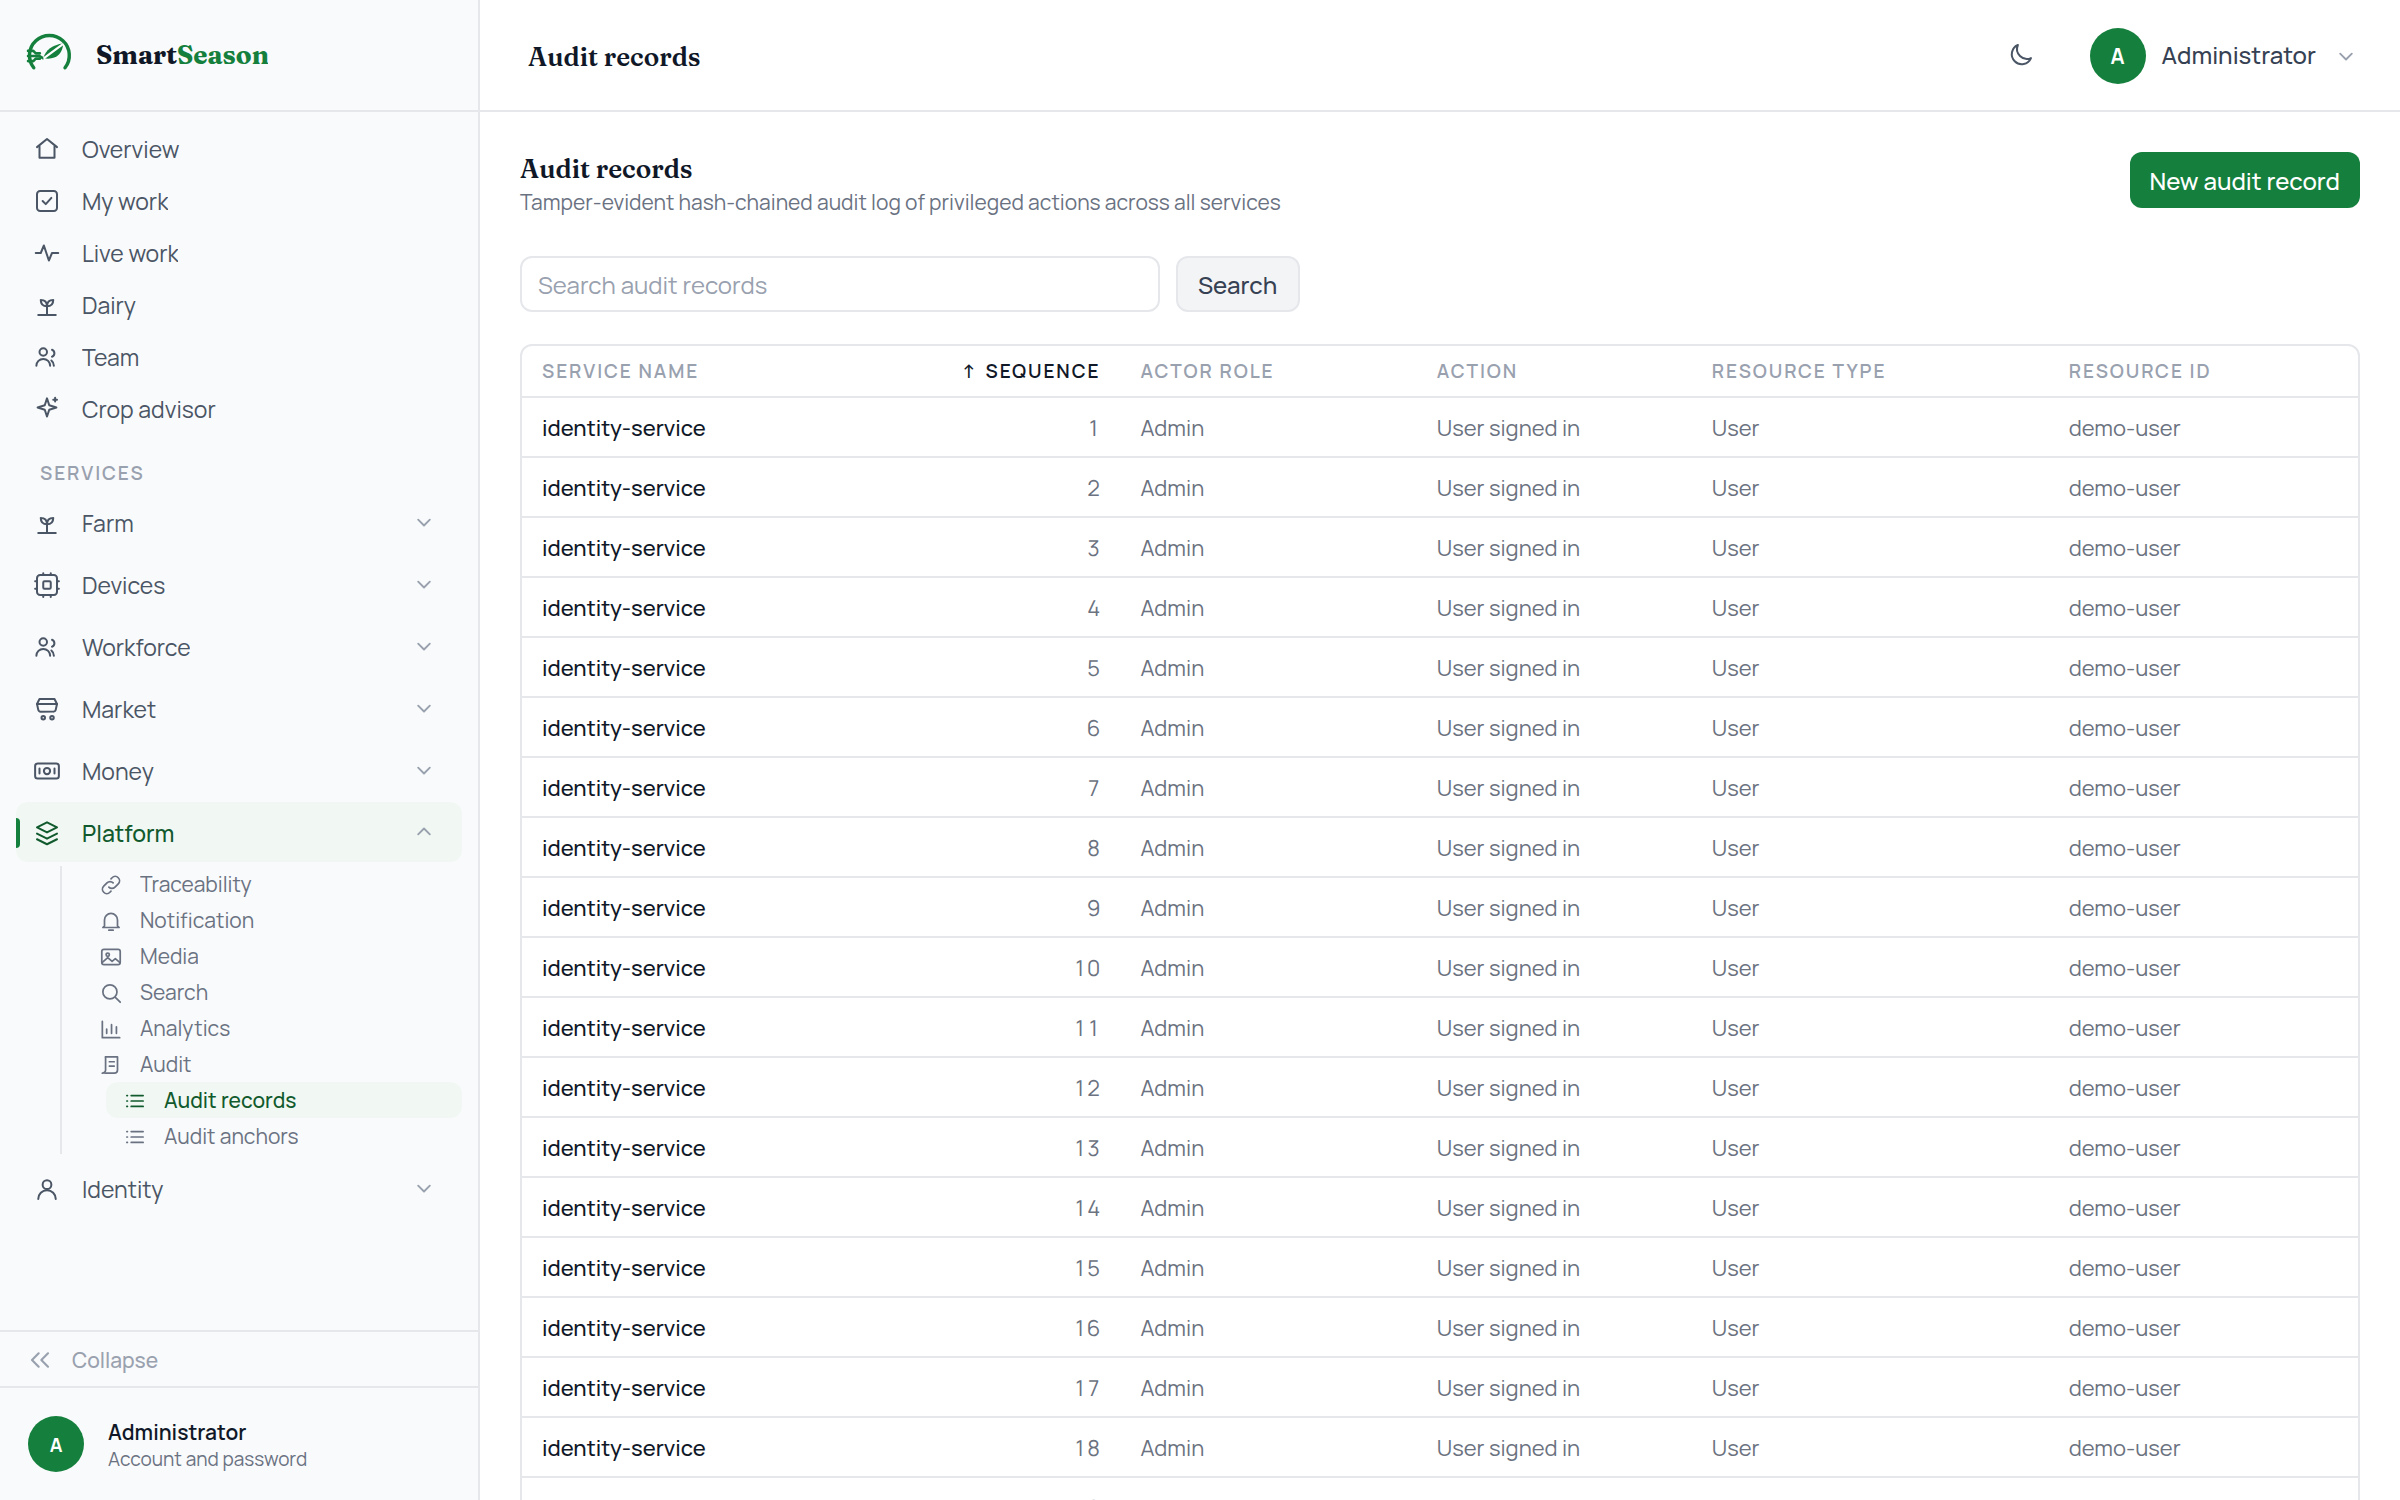 SmartSeason
Audit records
A
Administrator
Overview
My work
Live work
Dairy
Team
Crop advisor
SERVICES
Farm
Devices
Workforce
Market
Money
Platform
Traceability
Notification
Media
Search
Analytics
Audit
Audit records
Audit anchors
Identity
Collapse
A
Administrator
Account and password
Audit records
Tamper-evident hash-chained audit log of privileged actions across all services
New audit record
Search audit records
Search
SERVICE NAME ↑ SEQUENCE ACTOR ROLE ACTION RESOURCE TYPE RESOURCE ID
identity-service 1 Admin User signed in User demo-user
identity-service 2 Admin User signed in User demo-user
identity-service 3 Admin User signed in User demo-user
identity-service 4 Admin User signed in User demo-user
identity-service 5 Admin User signed in User demo-user
identity-service 6 Admin User signed in User demo-user
identity-service 7 Admin User signed in User demo-user
identity-service 8 Admin User signed in User demo-user
identity-service 9 Admin User signed in User demo-user
identity-service 10 Admin User signed in User demo-user
identity-service 11 Admin User signed in User demo-user
identity-service 12 Admin User signed in User demo-user
identity-service 13 Admin User signed in User demo-user
identity-service 14 Admin User signed in User demo-user
identity-service 15 Admin User signed in User demo-user
identity-service 16 Admin User signed in User demo-user
identity-service 17 Admin User signed in User demo-user
identity-service 18 Admin User signed in User demo-user